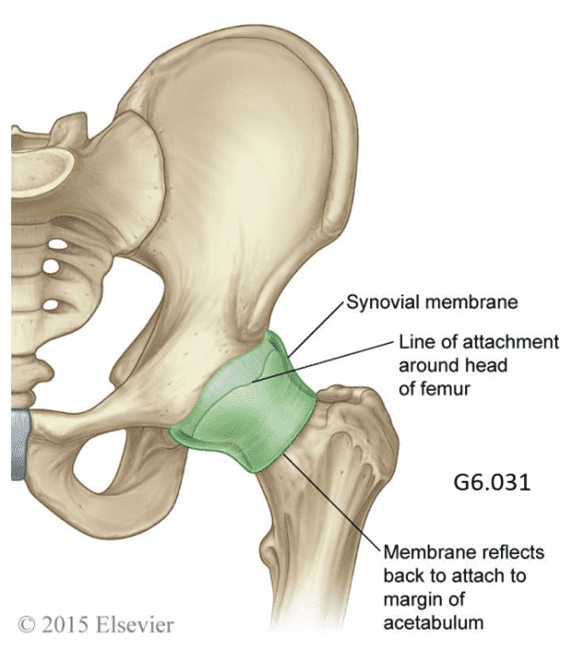 Synovial membrane
Line of attachment
around head
of femur
G6.031
Membrane reflects
back to attach to
margin of
acetabulum
© 2015 Elsevier